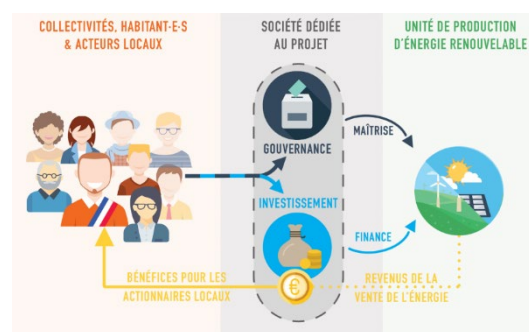 COLLECTIVITÉS, HABITANT·E·S
& ACTEURS LOCAUX
SOCIÉTÉ DÉDIÉE
AU PROJET
UNITÉ DE PRODUCTION
D'ÉNERGIE RENOUVELABLE
GOUVERNANCE
MAÎTRISE
INVESTISSEMENT
FINANCE
€
BÉNÉFICES POUR LES
ACTIONNAIRES LOCAUX
REVENUS DE LA
VENTE DE L'ÉNERGIE